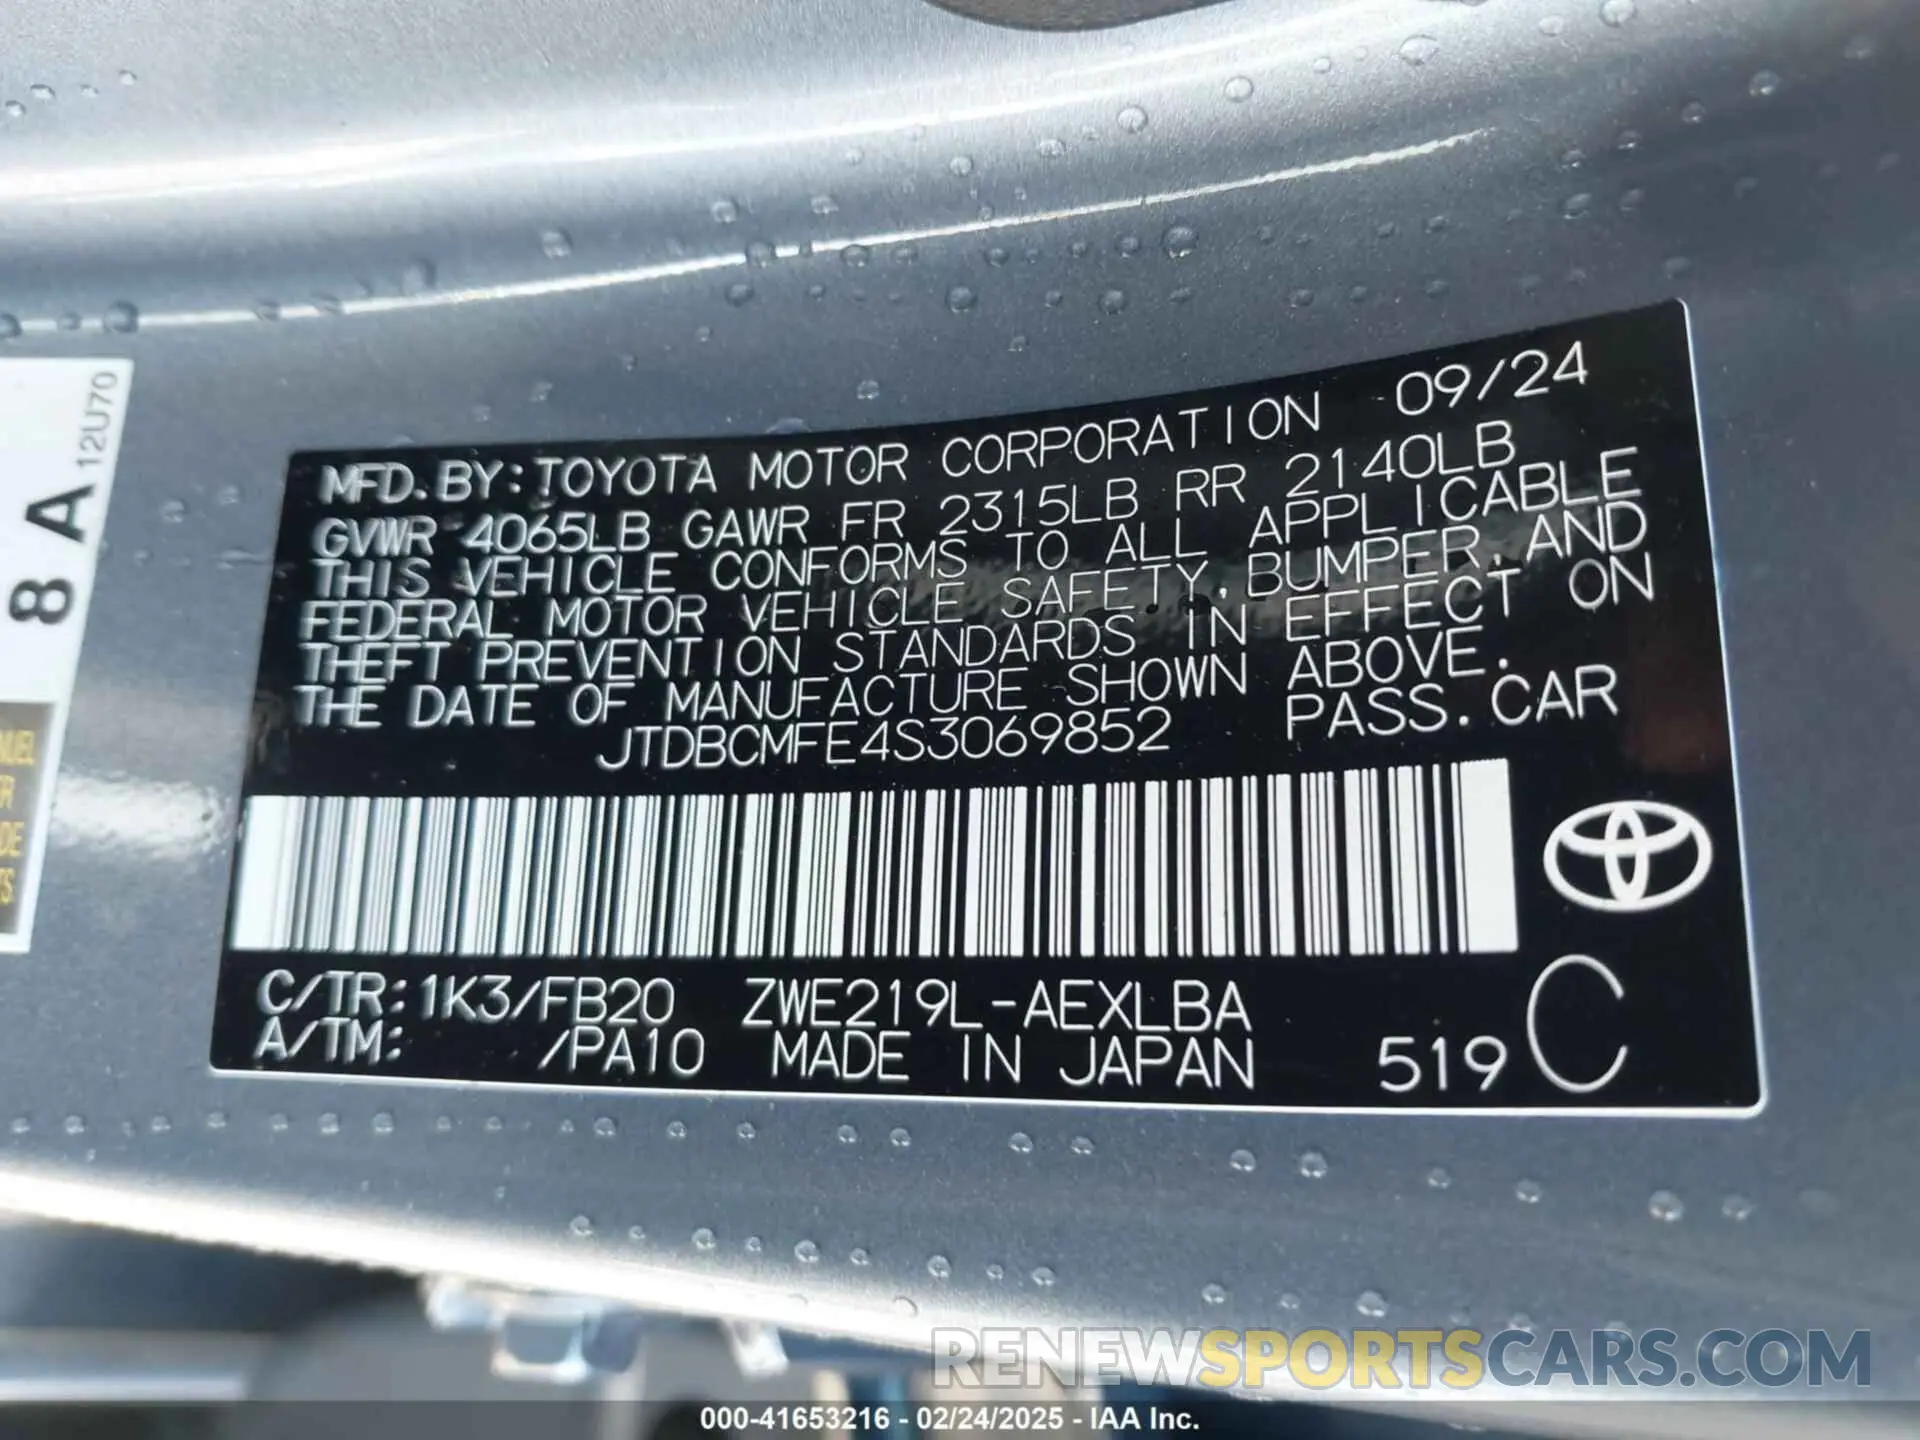 12U70
8 A
NUEL
MFD. BY: TOYOTA MOTOR CORPORATION 09/24
GVWR 4065LB GAWR FR 2315LB RR 2140LB
THIS VEHICLE CONFORMS TO ALL APPLICABLE
FEDERAL MOTOR VEHICLE SAFETY, BUMPER, AND
THEFT PREVENTION STANDARDS IN EFFECT ON
THE DATE OF MANUFACTURE SHOWN ABOVE.
JTDBCMFE4S3069852 PASS. CAR
C/TR: 1K3/FB20 ZWE219L-AEXLBA
A/TM: /PA10 MADE IN JAPAN 519 C
RENEWSPORTSCARS.COM
000-41653216 - 02/24/2025 - IAA Inc.